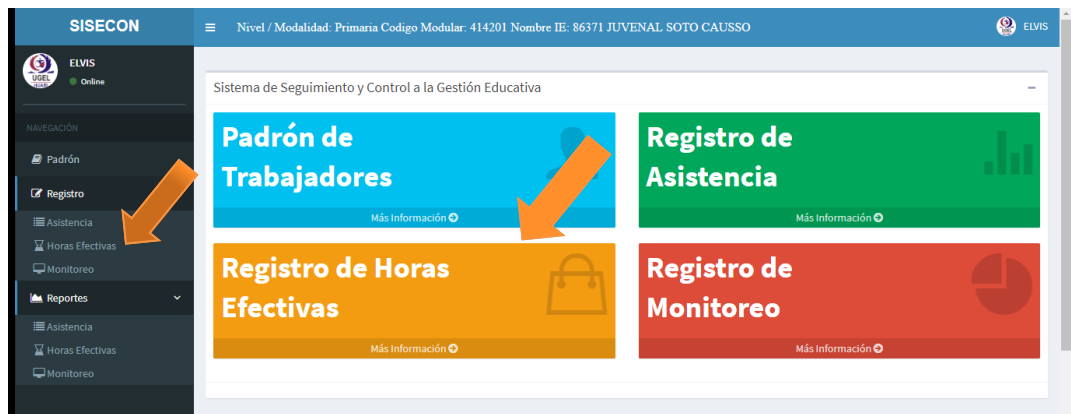 SISECON
Nivel / Modalidad: Primaria Codigo Modular: 414201 Nombre IE: 86371 JUVENAL SOTO CAUSSO
ELVIS
UGEL
ELVIS
Online
NAVEGACIÓN
Padrón
Registro
Asistencia
Horas Efectivas
Monitoreo
Reportes
Asistencia
Horas Efectivas
Monitoreo
Sistema de Seguimiento y Control a la Gestión Educativa
Padrón de
Trabajadores
Más Información
Registro de
Asistencia
Más Información
Registro de Horas
Efectivas
Más Información
Registro de
Monitoreo
Más Información